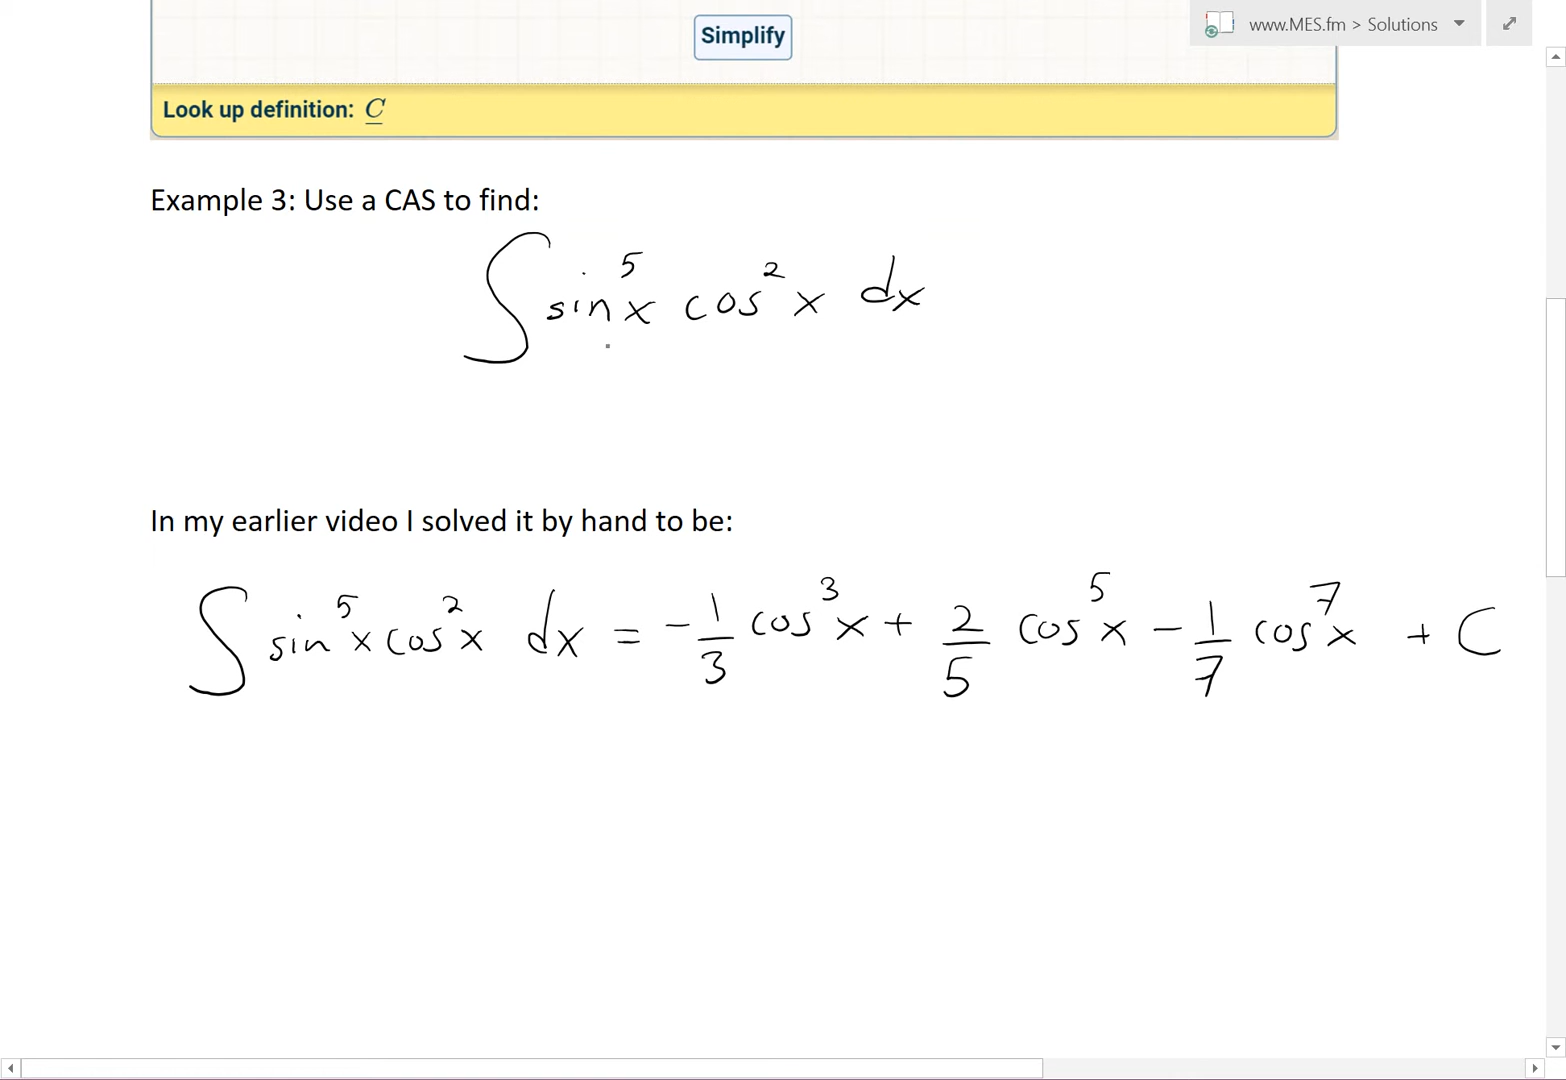 www.MES.fm > Solutions
Simplify
Look up definition: C
Example 3: Use a CAS to find:
∫ sin⁵x cos²x dx
In my earlier video I solved it by hand to be:
∫ sin⁵x cos²x dx = -1/3 cos³x + 2/5 cos⁵x - 1/7 cos⁷x + C